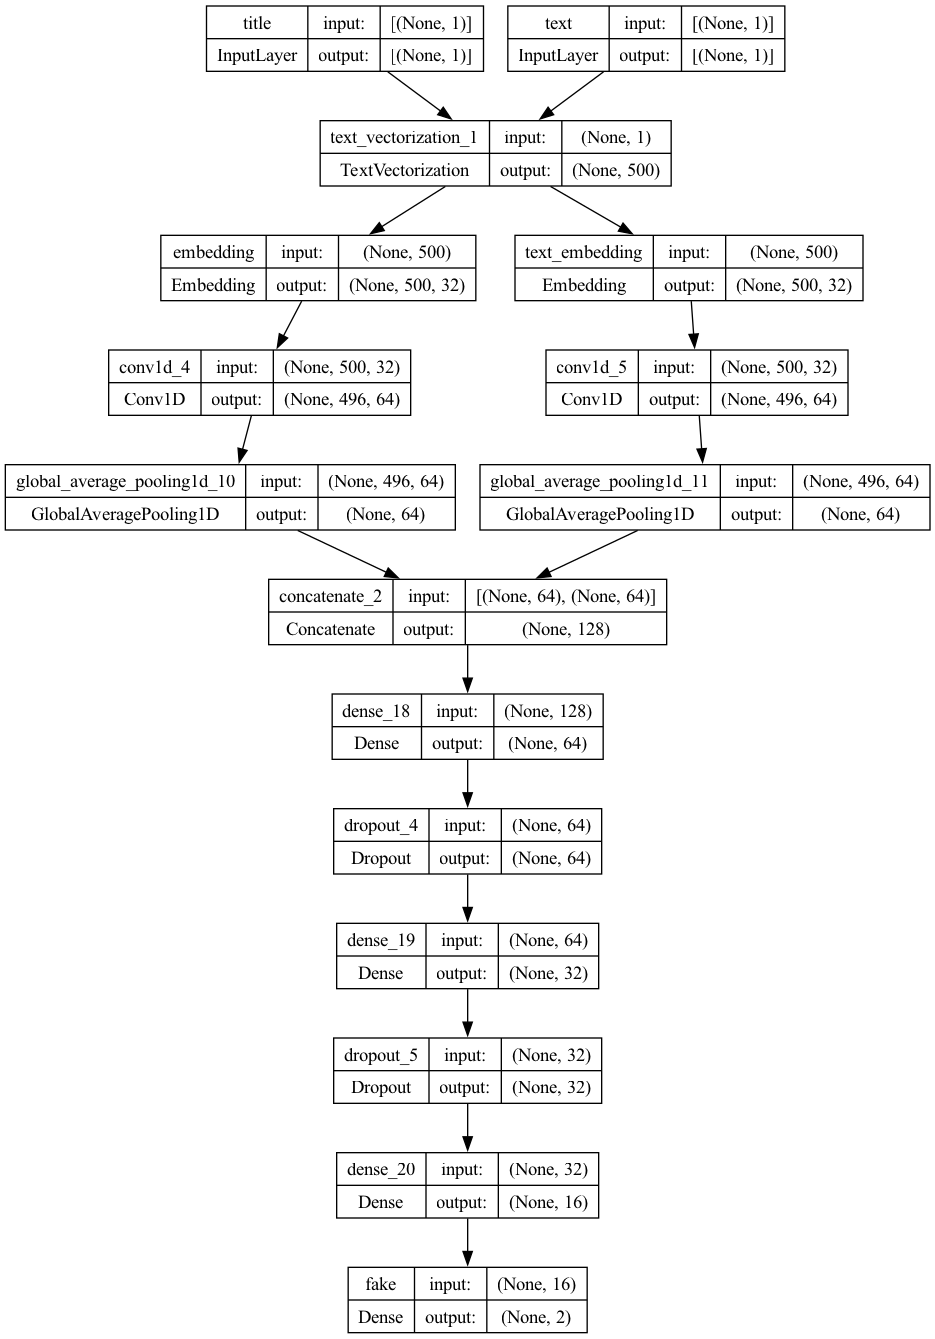 title input: [(None, 1)]
InputLayer output: [(None, 1)]
text input: [(None, 1)]
InputLayer output: [(None, 1)]
text_vectorization_1 input: (None, 1)
TextVectorization output: (None, 500)
embedding input: (None, 500)
Embedding output: (None, 500, 32)
text_embedding input: (None, 500)
Embedding output: (None, 500, 32)
conv1d_4 input: (None, 500, 32)
Conv1D output: (None, 496, 64)
conv1d_5 input: (None, 500, 32)
Conv1D output: (None, 496, 64)
global_average_pooling1d_10 input: (None, 496, 64)
GlobalAveragePooling1D output: (None, 64)
global_average_pooling1d_11 input: (None, 496, 64)
GlobalAveragePooling1D output: (None, 64)
concatenate_2 input: [(None, 64), (None, 64)]
Concatenate output: (None, 128)
dense_18 input: (None, 128)
Dense output: (None, 64)
dropout_4 input: (None, 64)
Dropout output: (None, 64)
dense_19 input: (None, 64)
Dense output: (None, 32)
dropout_5 input: (None, 32)
Dropout output: (None, 32)
dense_20 input: (None, 32)
Dense output: (None, 16)
fake input: (None, 16)
Dense output: (None, 2)